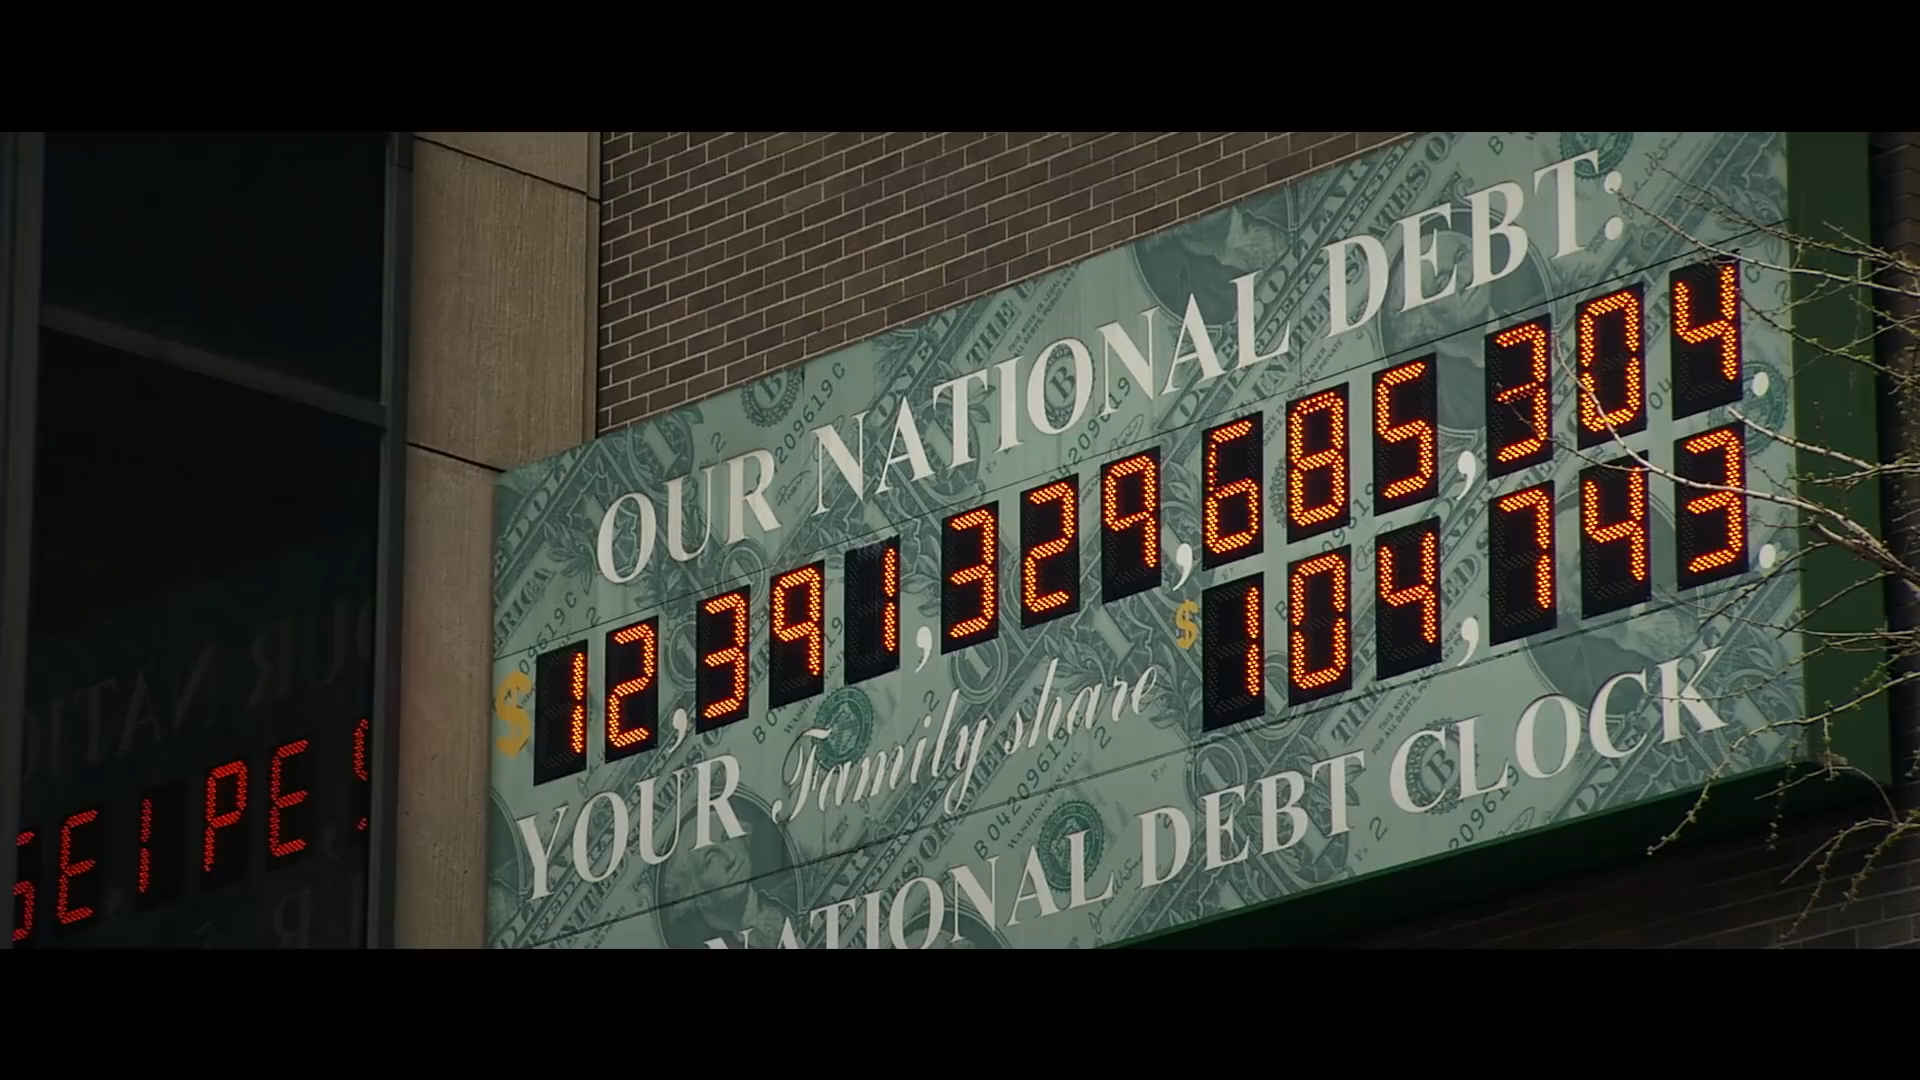 OUR NATIONAL DEBT:
$12,391,329,685,304.
YOUR Family share $104,743.
NATIONAL DEBT CLOCK